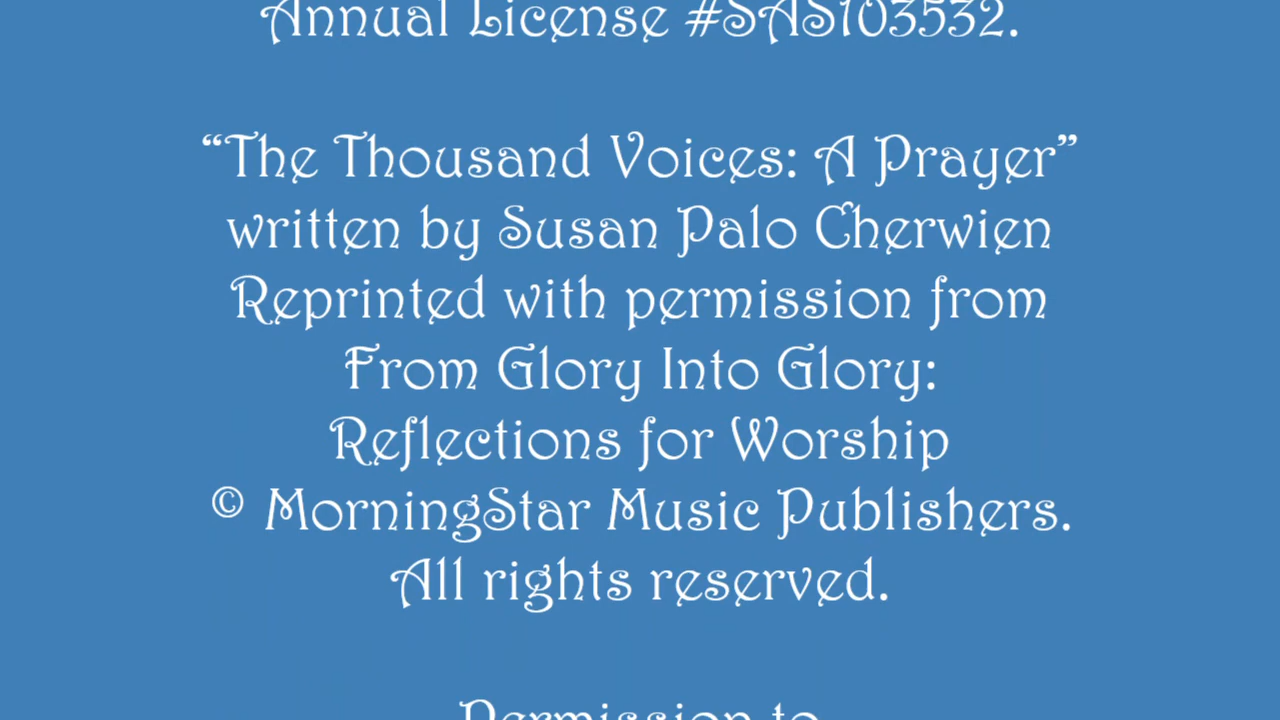 Annual License #SAS103532.
“The Thousand Voices: A Prayer”
written by Susan Palo Cherwien
Reprinted with permission from
From Glory Into Glory:
Reflections for Worship
© MorningStar Music Publishers.
All rights reserved.
Permission to